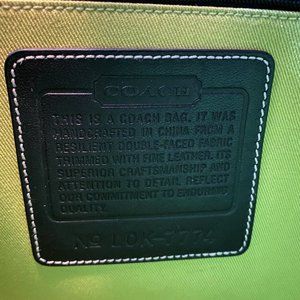 COACH
THIS IS A COACH BAG. IT WAS
HANDCRAFTED IN CHINA FROM A
RESILIENT DOUBLE-FACED FABRIC
TRIMMED WITH FINE LEATHER. ITS
SUPERIOR CRAFTSMANSHIP AND
ATTENTION TO DETAIL REFLECT
OUR COMMITMENT TO ENDURING
QUALITY.
Nº